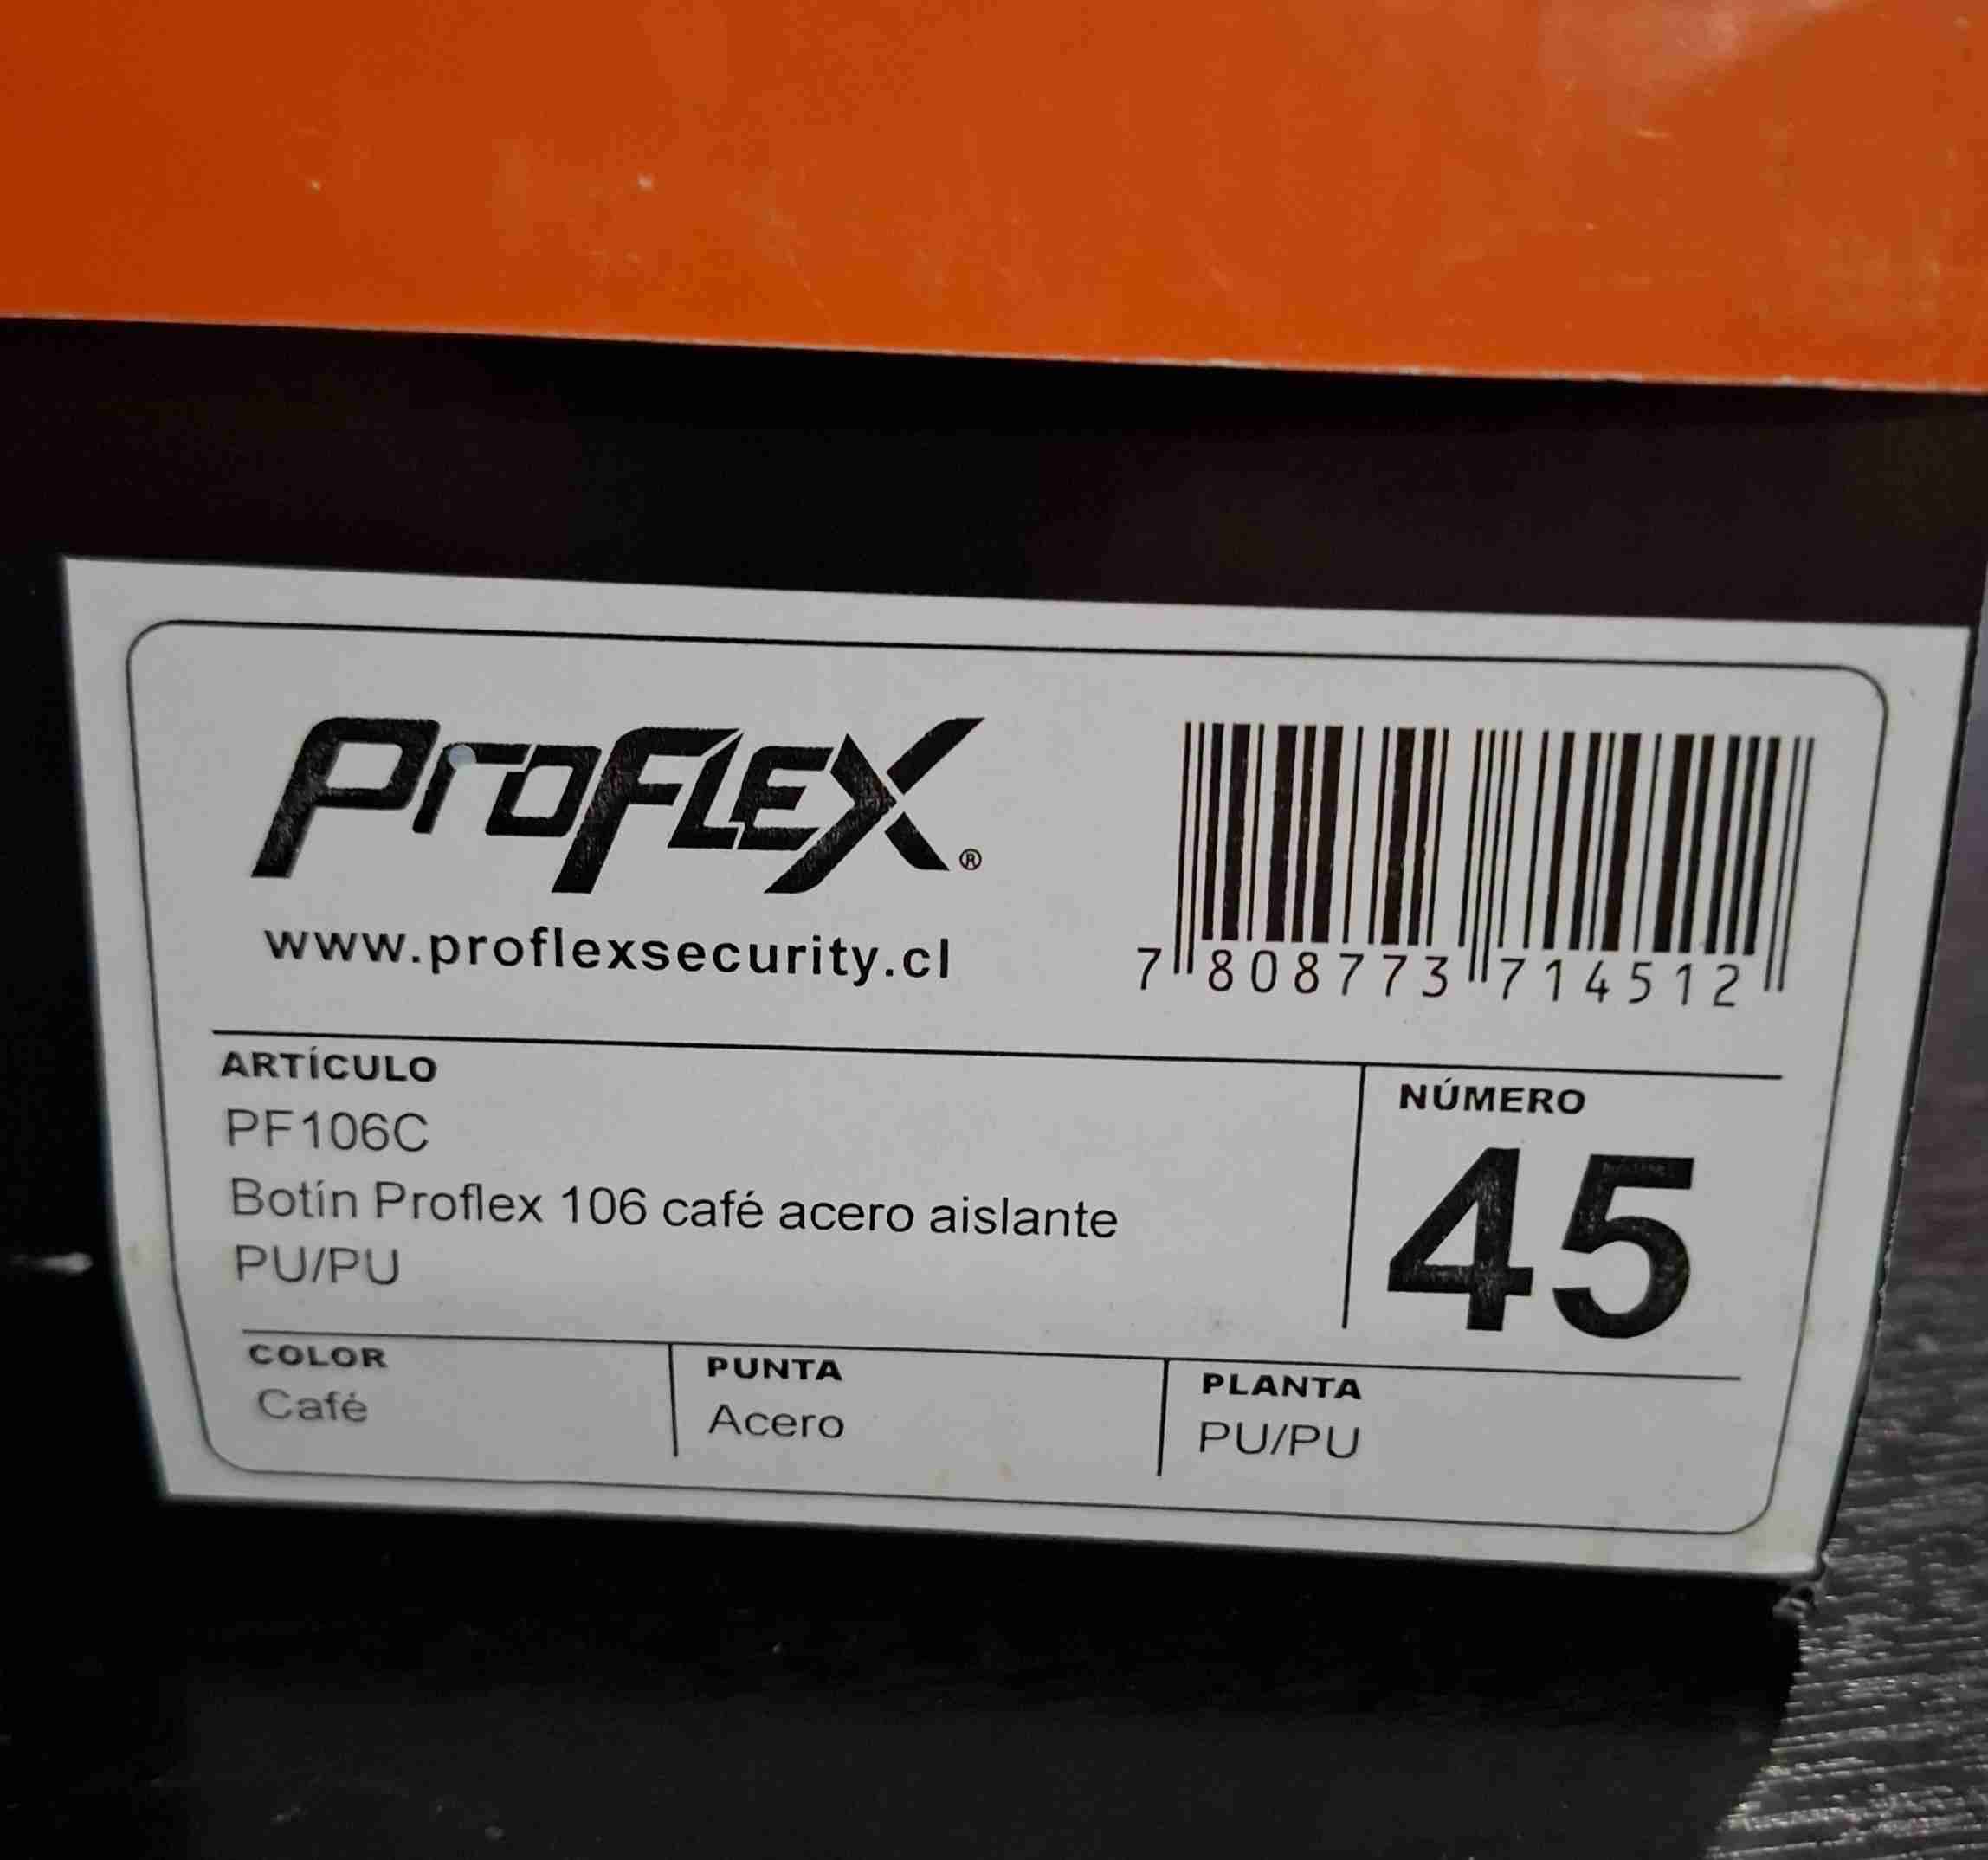 Proflex®
www.proflexsecurity.cl
7 808773 714512
ARTÍCULO
PF106C
Botín Proflex 106 café acero aislante
PU/PU
NÚMERO
45
COLOR
Café
PUNTA
Acero
PLANTA
PU/PU